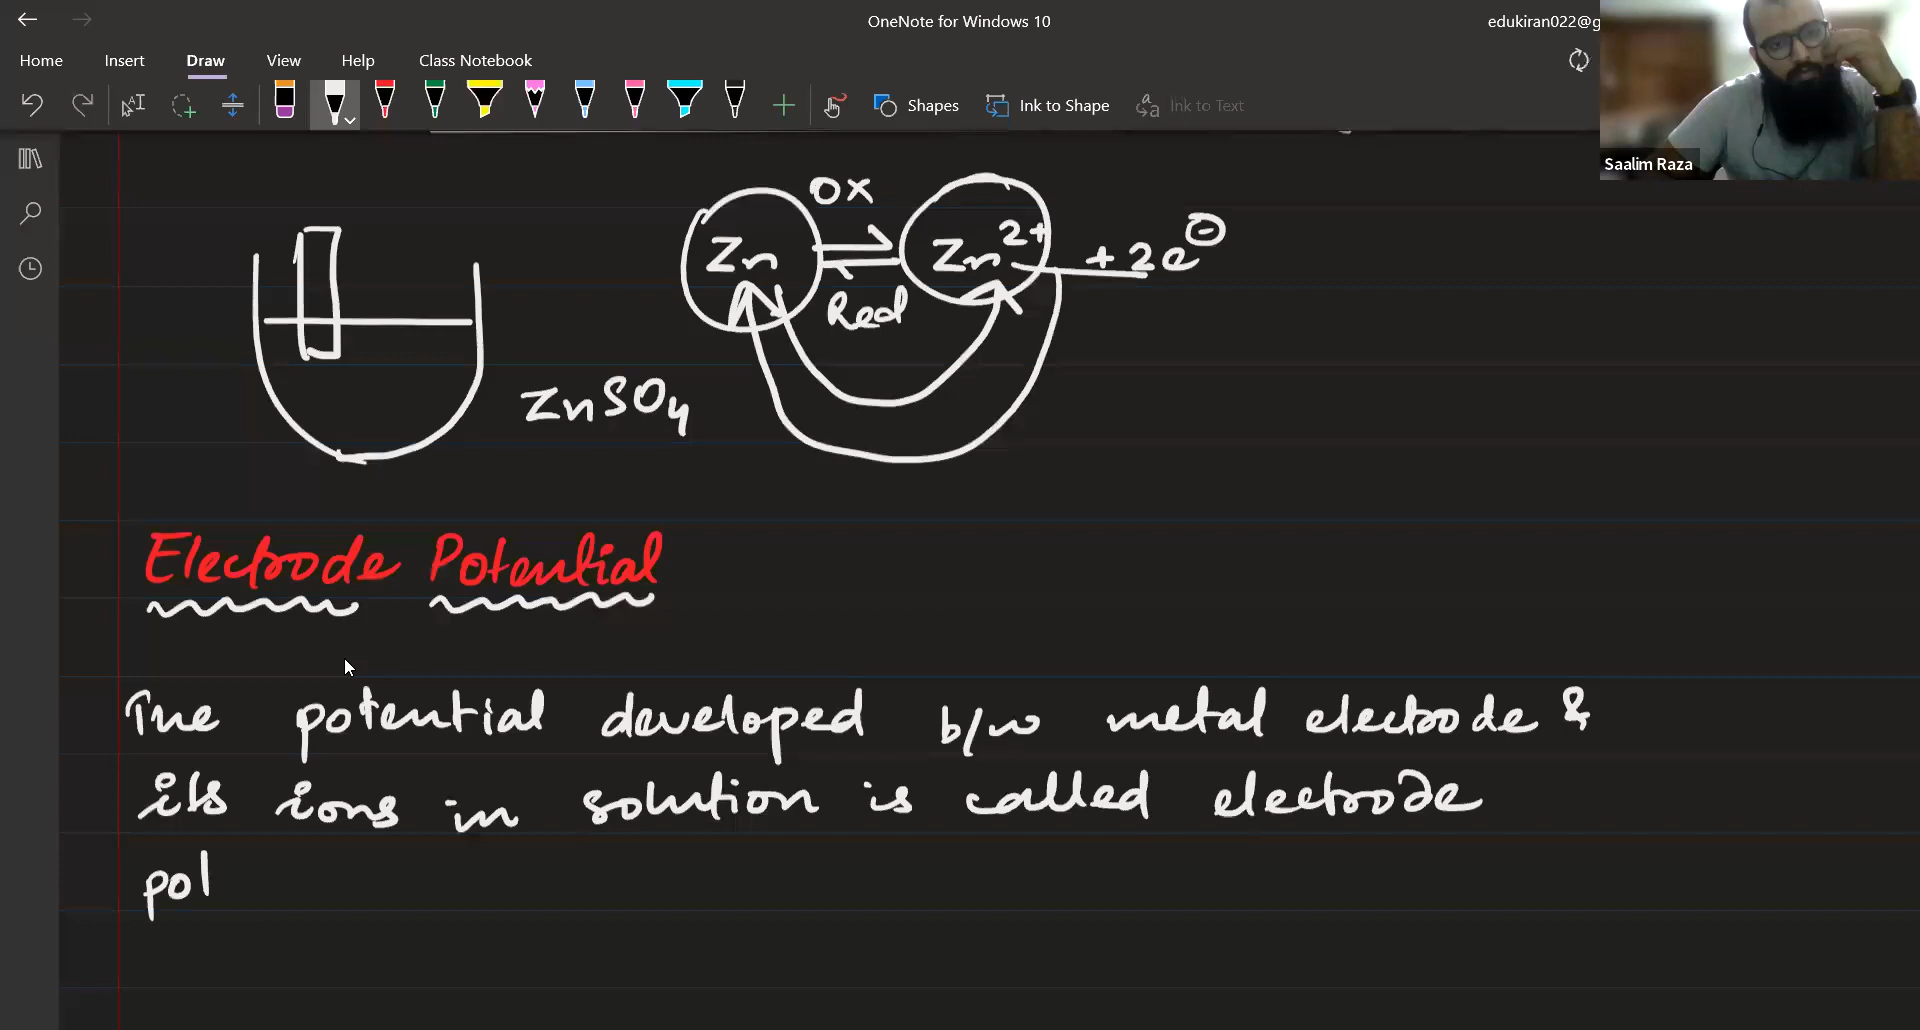 OneNote for Windows 10
edukiran022@g
Home Insert Draw View Help Class Notebook
Shapes Ink to Shape Ink to Text
Saalim Raza
Ox
Zn ⇌ Zn²⁺ + 2e⊖
Red
ZnSO₄
Electrode Potential
The potential developed b/w metal electrode &
its ions in solution is called electrode
pol